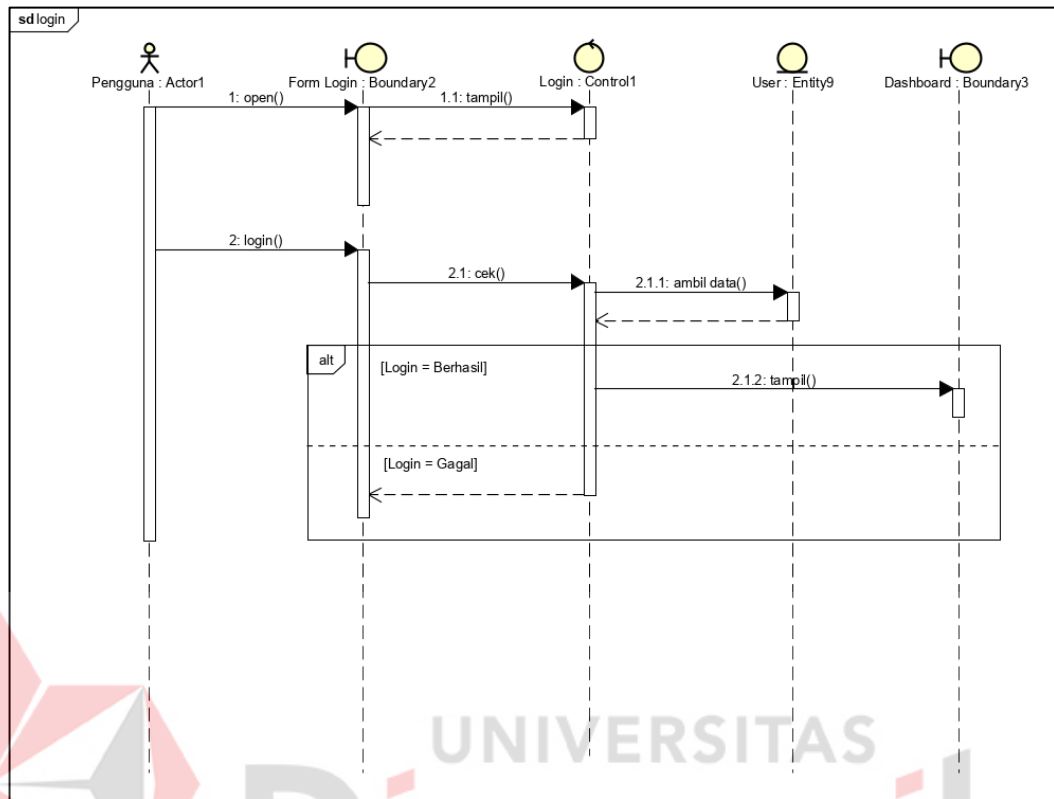 sd login
Pengguna : Actor1
Form Login : Boundary2
Login : Control1
User : Entity9
Dashboard : Boundary3
1: open()
1.1: tampil()
2: login()
2.1: cek()
2.1.1: ambil data()
alt
[Login = Berhasil]
2.1.2: tampil()
[Login = Gagal]
UNIVERSITAS